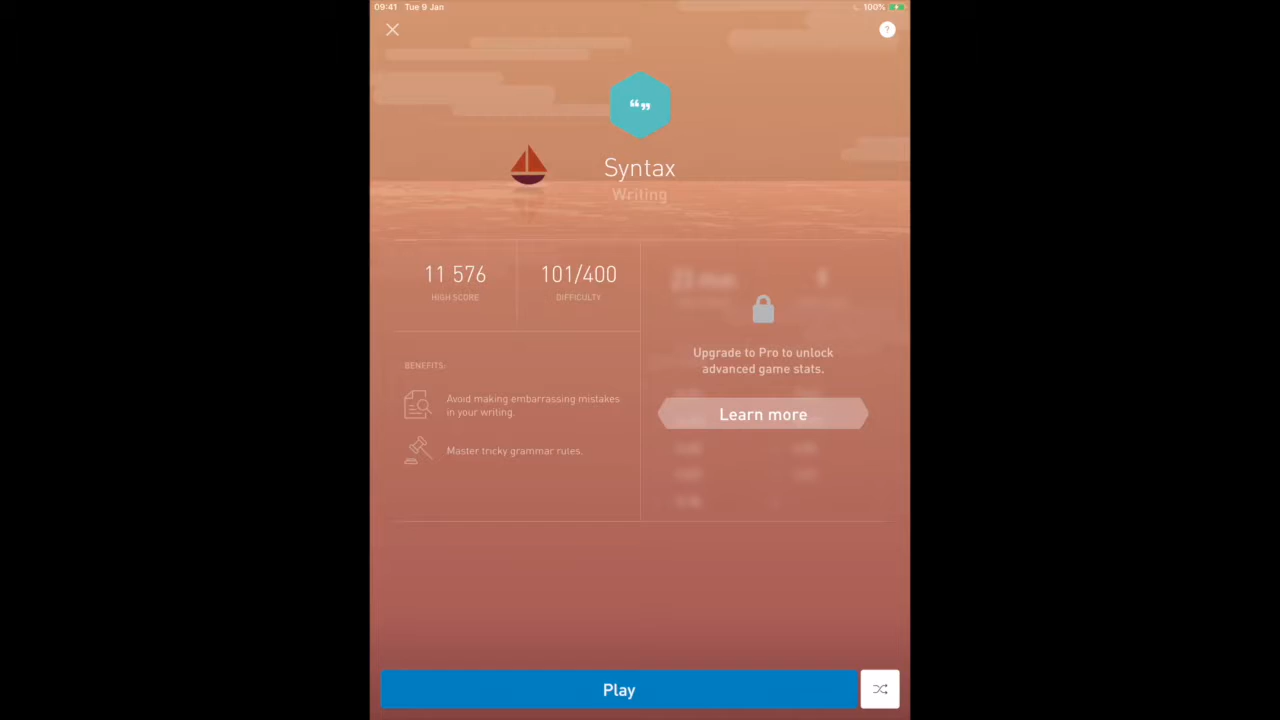 09:41 Tue 9 Jan 100%
?
“”
Syntax
Writing
11 576
HIGH SCORE
101/400
DIFFICULTY
BENEFITS:
Avoid making embarrassing mistakes
in your writing.
Master tricky grammar rules.
Upgrade to Pro to unlock
advanced game stats.
Learn more
Play